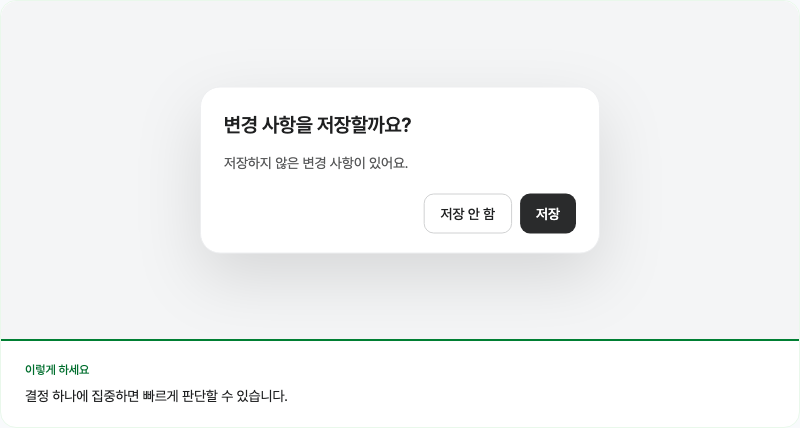 변경 사항을 저장할까요?
저장하지 않은 변경 사항이 있어요.
저장 안 함
저장
이렇게 하세요
결정 하나에 집중하면 빠르게 판단할 수 있습니다.